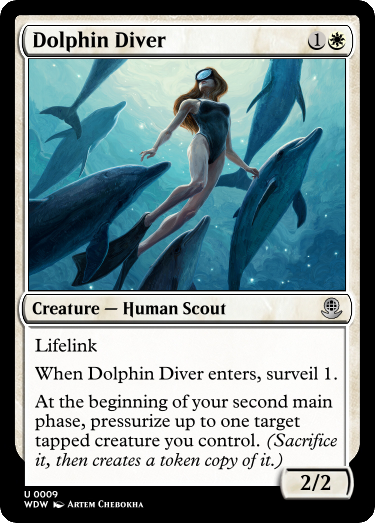 Dolphin Diver 1
Creature — Human Scout
Lifelink
When Dolphin Diver enters, surveil 1.
At the beginning of your second main
phase, pressurize up to one target
tapped creature you control. (Sacrifice
it, then creates a token copy of it.)
2/2
U 0009
WDW Artem Chebokha